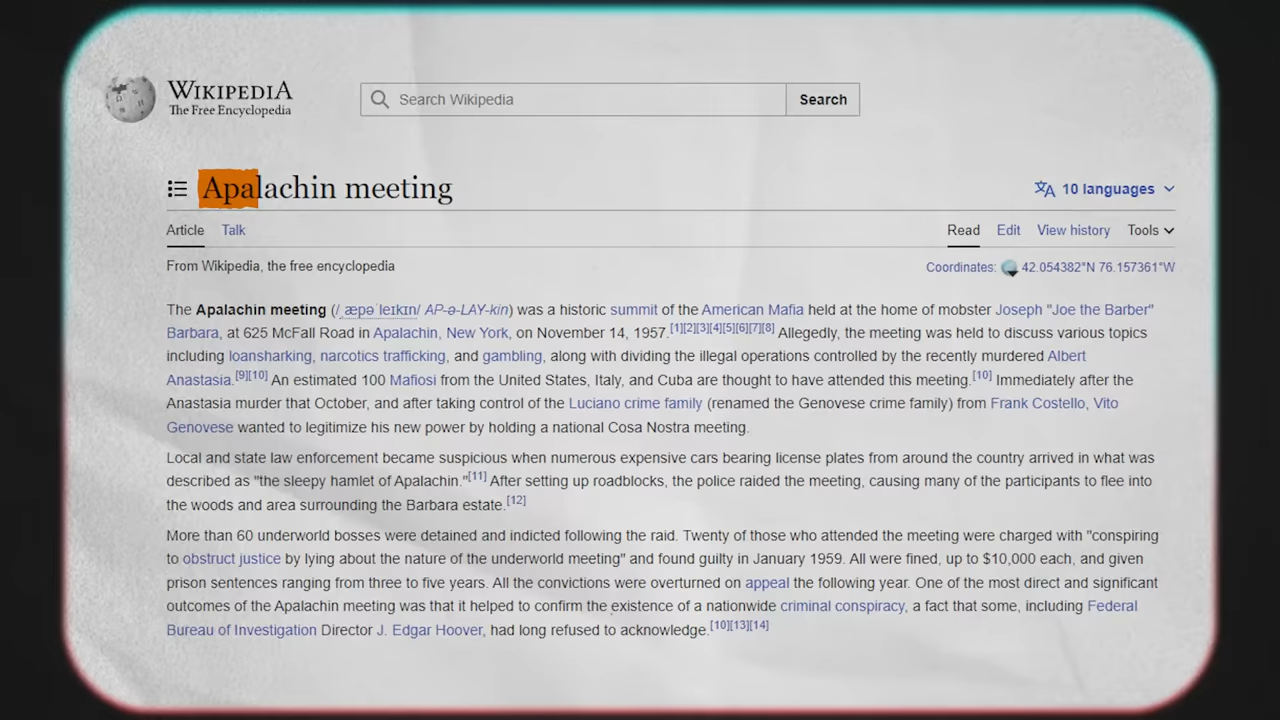 WIKIPEDIA
The Free Encyclopedia
Search Wikipedia
Search
Apalachin meeting
10 languages
Article Talk
Read Edit View history Tools
From Wikipedia, the free encyclopedia
Coordinates: 42.054382°N 76.157361°W
The Apalachin meeting (/ˌæpəˈleɪkɪn/ AP-ə-LAY-kin) was a historic summit of the American Mafia held at the home of mobster Joseph "Joe the Barber"
Barbara, at 625 McFall Road in Apalachin, New York, on November 14, 1957.[1][2][3][4][5][6][7][8] Allegedly, the meeting was held to discuss various topics
including loansharking, narcotics trafficking, and gambling, along with dividing the illegal operations controlled by the recently murdered Albert
Anastasia.[9][10] An estimated 100 Mafiosi from the United States, Italy, and Cuba are thought to have attended this meeting.[10] Immediately after the
Anastasia murder that October, and after taking control of the Luciano crime family (renamed the Genovese crime family) from Frank Costello, Vito
Genovese wanted to legitimize his new power by holding a national Cosa Nostra meeting.
Local and state law enforcement became suspicious when numerous expensive cars bearing license plates from around the country arrived in what was
described as "the sleepy hamlet of Apalachin."[11] After setting up roadblocks, the police raided the meeting, causing many of the participants to flee into
the woods and area surrounding the Barbara estate.[12]
More than 60 underworld bosses were detained and indicted following the raid. Twenty of those who attended the meeting were charged with "conspiring
to obstruct justice by lying about the nature of the underworld meeting" and found guilty in January 1959. All were fined, up to $10,000 each, and given
prison sentences ranging from three to five years. All the convictions were overturned on appeal the following year. One of the most direct and significant
outcomes of the Apalachin meeting was that it helped to confirm the existence of a nationwide criminal conspiracy, a fact that some, including Federal
Bureau of Investigation Director J. Edgar Hoover, had long refused to acknowledge.[10][13][14]